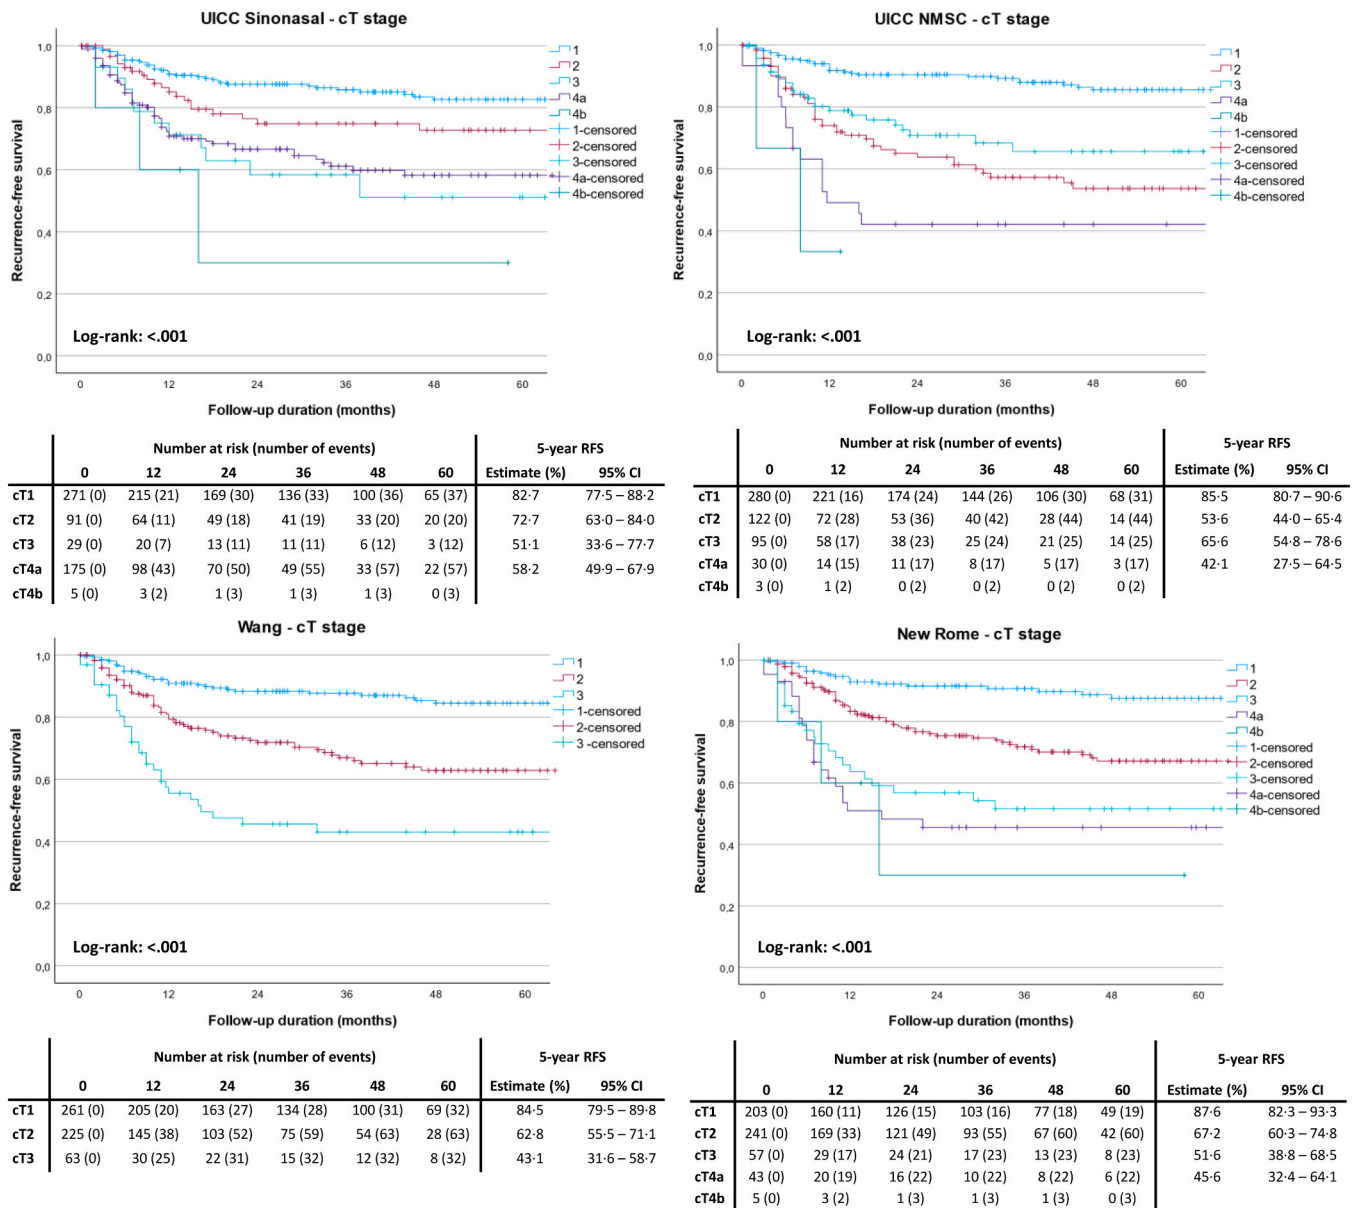 UICC Sinonasal - cT stage
Recurrence-free survival
1,0
0,8
0,6
0,4
0,2
0,0
1
2
3
4a
4b
1-censored
2-censored
3-censored
4a-censored
4b-censored
Log-rank: <.001
0 12 24 36 48 60
Follow-up duration (months)
Number at risk (number of events) 5-year RFS
0 12 24 36 48 60 Estimate (%) 95% CI
cT1 271 (0) 215 (21) 169 (30) 136 (33) 100 (36) 65 (37) 82·7 77·5 – 88·2
cT2 91 (0) 64 (11) 49 (18) 41 (19) 33 (20) 20 (20) 72·7 63·0 – 84·0
cT3 29 (0) 20 (7) 13 (11) 11 (11) 6 (12) 3 (12) 51·1 33·6 – 77·7
cT4a 175 (0) 98 (43) 70 (50) 49 (55) 33 (57) 22 (57) 58·2 49·9 – 67·9
cT4b 5 (0) 3 (2) 1 (3) 1 (3) 1 (3) 0 (3)
UICC NMSC - cT stage
Recurrence-free survival
1,0
0,8
0,6
0,4
0,2
0,0
1
2
3
4a
4b
1-censored
2-censored
3-censored
4a-censored
4b-censored
Log-rank: <.001
0 12 24 36 48 60
Follow-up duration (months)
Number at risk (number of events) 5-year RFS
0 12 24 36 48 60 Estimate (%) 95% CI
cT1 280 (0) 221 (16) 174 (24) 144 (26) 106 (30) 68 (31) 85·5 80·7 – 90·6
cT2 122 (0) 72 (28) 53 (36) 40 (42) 28 (44) 14 (44) 53·6 44·0 – 65·4
cT3 95 (0) 58 (17) 38 (23) 25 (24) 21 (25) 14 (25) 65·6 54·8 – 78·6
cT4a 30 (0) 14 (15) 11 (17) 8 (17) 5 (17) 3 (17) 42·1 27·5 – 64·5
cT4b 3 (0) 1 (2) 0 (2) 0 (2) 0 (2) 0 (2)
Wang - cT stage
Recurrence-free survival
1,0
0,8
0,6
0,4
0,2
0,0
1
2
3
1-censored
2-censored
3 -censored
Log-rank: <.001
0 12 24 36 48 60
Follow-up duration (months)
Number at risk (number of events) 5-year RFS
0 12 24 36 48 60 Estimate (%) 95% CI
cT1 261 (0) 205 (20) 163 (27) 134 (28) 100 (31) 69 (32) 84·5 79·5 – 89·8
cT2 225 (0) 145 (38) 103 (52) 75 (59) 54 (63) 28 (63) 62·8 55·5 – 71·1
cT3 63 (0) 30 (25) 22 (31) 15 (32) 12 (32) 8 (32) 43·1 31·6 – 58·7
New Rome - cT stage
Recurrence-free survival
1,0
0,8
0,6
0,4
0,2
0,0
1
2
3
4a
4b
1-censored
2-censored
3-censored
4a-censored
4b-censored
Log-rank: <.001
0 12 24 36 48 60
Follow-up duration (months)
Number at risk (number of events) 5-year RFS
0 12 24 36 48 60 Estimate (%) 95% CI
cT1 203 (0) 160 (11) 126 (15) 103 (16) 77 (18) 49 (19) 87·6 82·3 – 93·3
cT2 241 (0) 169 (33) 121 (49) 93 (55) 67 (60) 42 (60) 67·2 60·3 – 74·8
cT3 57 (0) 29 (17) 24 (21) 17 (23) 13 (23) 8 (23) 51·6 38·8 – 68·5
cT4a 43 (0) 20 (19) 16 (22) 10 (22) 8 (22) 6 (22) 45·6 32·4 – 64·1
cT4b 5 (0) 3 (2) 1 (3) 1 (3) 1 (3) 0 (3)